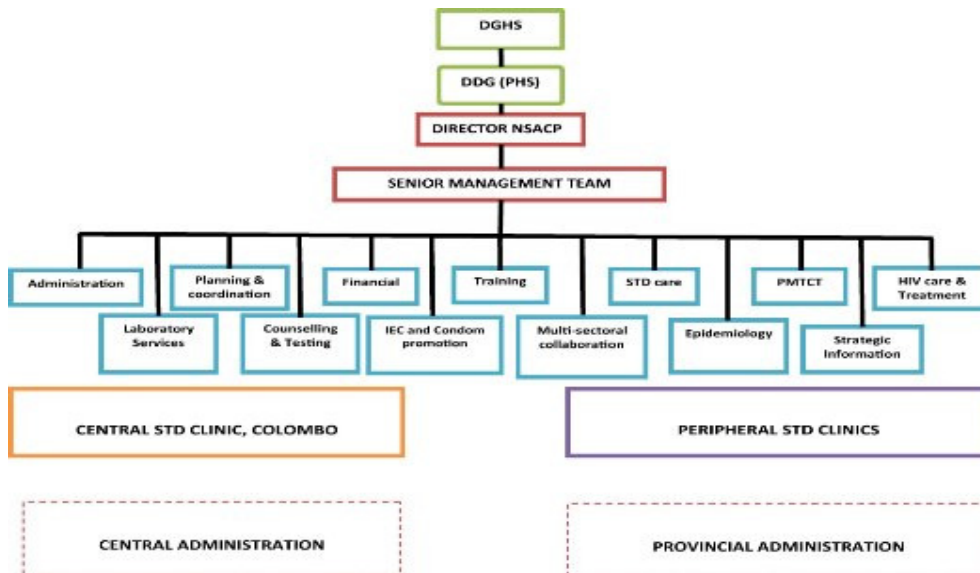 DGHS
DDG (PHS)
DIRECTOR NSACP
SENIOR MANAGEMENT TEAM
Administration
Planning &
coordination
Financial
Training
STD care
PMTCT
HIV care &
Treatment
Laboratory
Services
Counselling
& Testing
IEC and Condom
promotion
Multi-sectoral
collaboration
Epidemiology
Strategic
Information
CENTRAL STD CLINIC, COLOMBO
PERIPHERAL STD CLINICS
CENTRAL ADMINISTRATION
PROVINCIAL ADMINISTRATION